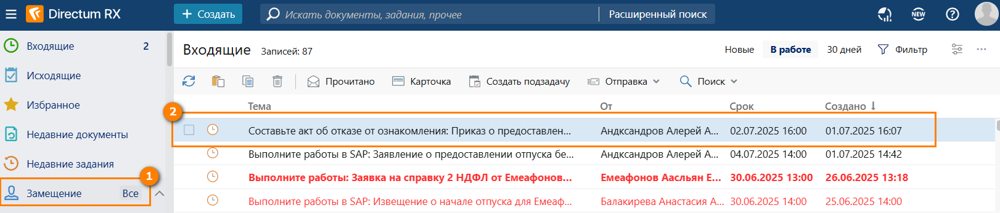 Directum RX
+ Создать
Искать документы, задания, прочее
Расширенный поиск
NEW
?
Входящие 2
Исходящие
Избранное
Недавние документы
Недавние задания
1
Замещение Все
Входящие Записей: 87
Новые В работе 30 дней Фильтр
Прочитано Карточка Создать подзадачу Отправка Поиск
Тема От Срок Создано ↓
2
Составьте акт об отказе от ознакомления: Приказ о предоставлен... Андксандров Алерей А... 02.07.2025 16:00 01.07.2025 16:07
Выполните работы в SAP: Заявление о предоставлении отпуска бе... Андксандров Алерей А... 04.07.2025 14:00 01.07.2025 14:42
Выполните работы: Заявка на справку 2 НДФЛ от Емеафонов... Емеафонов Аасльян Е... 30.06.2025 13:00 26.06.2025 13:18
Выполните работы в SAP: Извещение о начале отпуска для Емеаф... Балакирева Анастасия А... 30.06.2025 14:00 25.06.2025 14:00